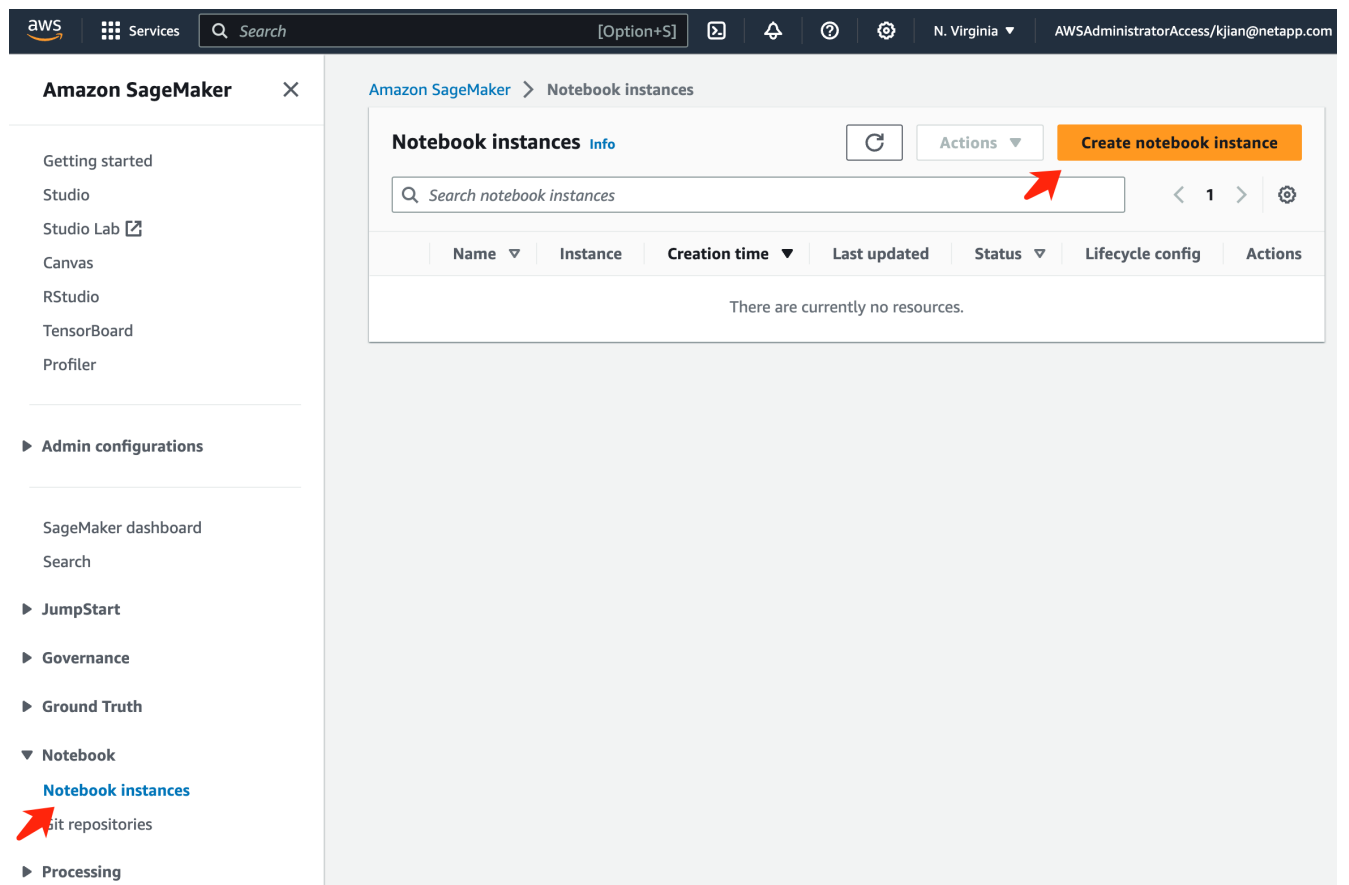 aws Services Search [Option+S] N. Virginia AWSAdministratorAccess/kjian@netapp.com
Amazon SageMaker
Getting started
Studio
Studio Lab
Canvas
RStudio
TensorBoard
Profiler
Admin configurations
SageMaker dashboard
Search
JumpStart
Governance
Ground Truth
Notebook
Notebook instances
Git repositories
Processing
Amazon SageMaker Notebook instances
Notebook instances Info Actions Create notebook instance
Search notebook instances 1
Name Instance Creation time Last updated Status Lifecycle config Actions
There are currently no resources.